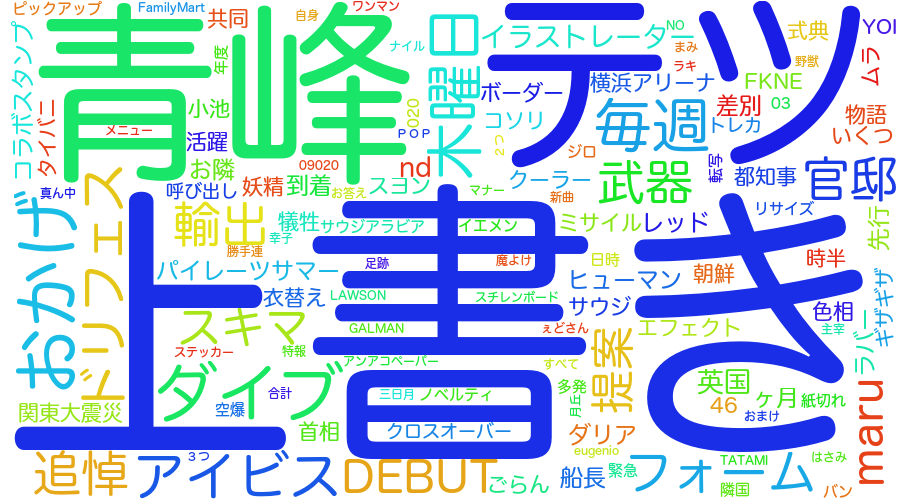 ピックアップ
FamilyMart
共同
自身
ワンマン
青峰
テツ
日
木曜
イラストレーター
NO
まみ
ラキ
式典
野獣
YOI
ムラ
ナイル
年度
コラボスタンプ
タイバニ
メニュー
小池
活躍
お隣
09020
020
POP
nd
ボーダー
コソリ
2つ
ジロ
横浜アリーナ
毎週
差別
トレカ
FKNE
03
物語
いくつ
転写
都知事
官邸
真ん中
呼び出し
妖精
到着
お答え
スヨン
マナー
クーラー
新曲
武器
リサイズ
おかげ
ドリフェス
輸出
犠牲
幸子
勝手連
サウジアラビア
イエメン
ミサイル
レッド
先行
足跡
魔よけ
日時
朝鮮
時半
パイレーツサマー
衣替え
LAWSON
スチレンボード
ヒューマン
サウジ
色相
ギザギザ
主宰
上書き
スキマ
GALMAN
特報
ステッカー
アンアコペーパー
ぇどさん
すべて
エフェクト
提案
ラバー
ダイブ
合計
三日月
ノベルティ
多発
月丘
英国
46
ケ月
紙切れ
おまけ
関東大震災
空爆
首相
クロスオーバー
ダリア
eugenio
maru
追悼
3つ
アイビス
DEBUT
ごらん
船長
緊急
フォーム
TATAMI
隣国
はさみ
バン